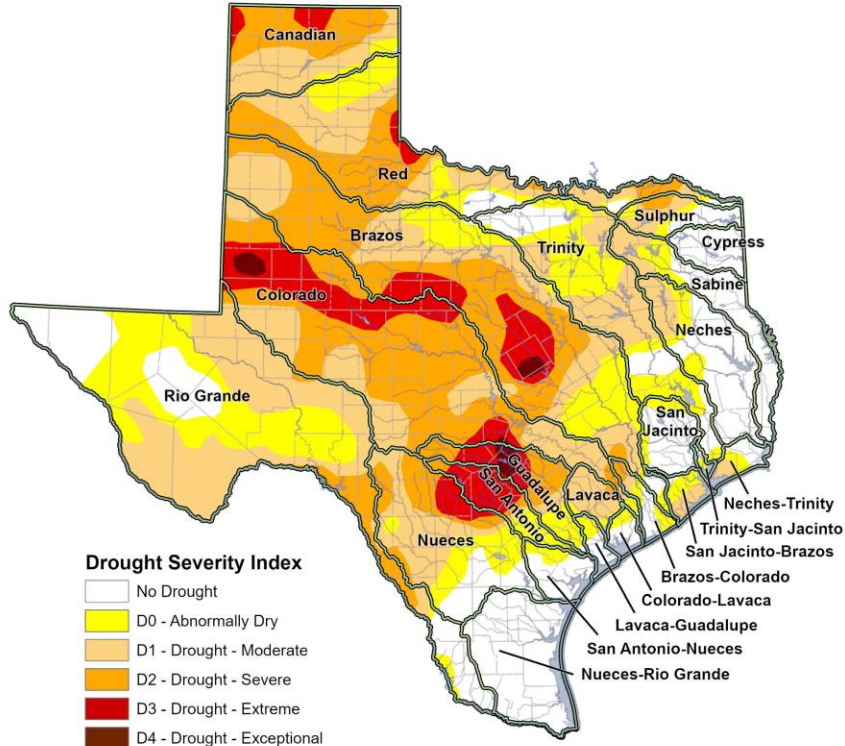 Canadian
Red
Brazos
Sulphur
Cypress
Trinity
Sabine
Colorado
Neches
Rio Grande
San
Jacinto
Guadalupe
San Antonio
Lavaca
Nueces
Neches-Trinity
Trinity-San Jacinto
San Jacinto-Brazos
Brazos-Colorado
Colorado-Lavaca
Lavaca-Guadalupe
San Antonio-Nueces
Nueces-Rio Grande
Drought Severity Index
No Drought
D0 - Abnormally Dry
D1 - Drought - Moderate
D2 - Drought - Severe
D3 - Drought - Extreme
D4 - Drought - Exceptional